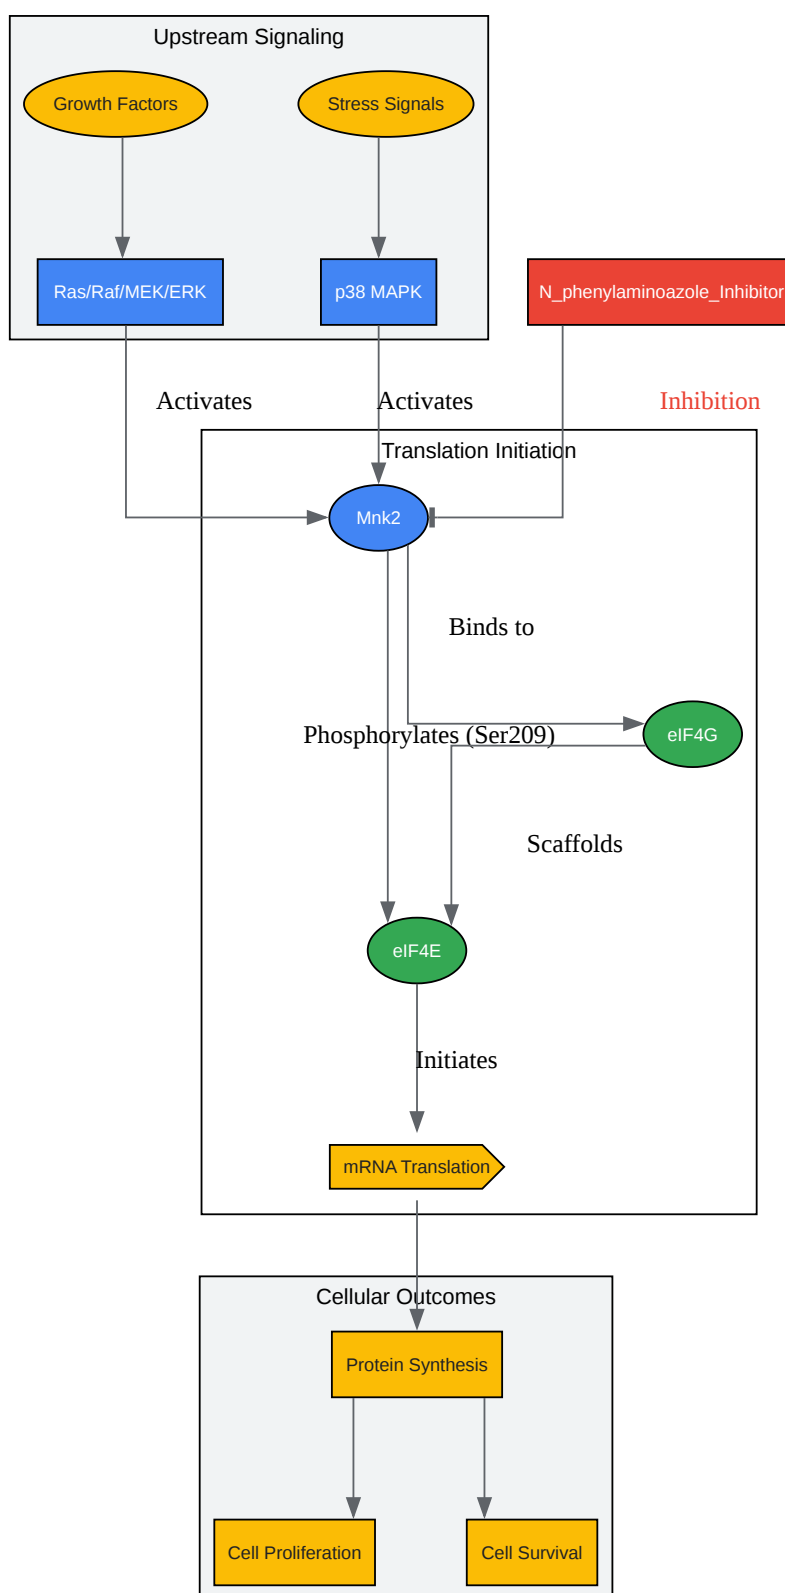 Upstream Signaling
Growth Factors
Stress Signals
Ras/Raf/MEK/ERK
p38 MAPK
N_phenylaminoazole_Inhibitor
Activates
Activates
Inhibition
Translation Initiation
Mnk2
Binds to
Phosphorylates (Ser209)
eIF4G
Scaffolds
eIF4E
Initiates
mRNA Translation
Cellular Outcomes
Protein Synthesis
Cell Proliferation
Cell Survival